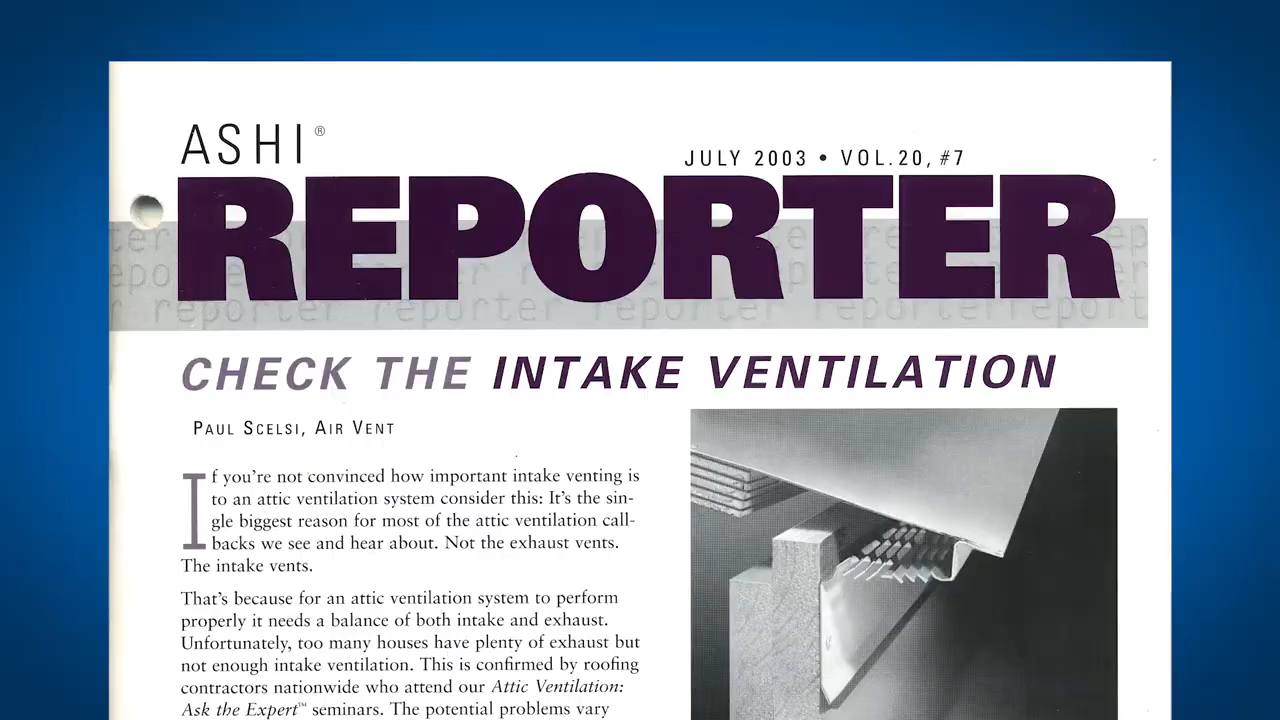 ASHI®
JULY 2003 • VOL.20, #7
REPORTER
reporter reporter reporter report
CHECK THE INTAKE VENTILATION
PAUL SCELSI, AIR VENT
If you're not convinced how important intake venting is
to an attic ventilation system consider this: It's the sin-
gle biggest reason for most of the attic ventilation call-
backs we see and hear about. Not the exhaust vents.
The intake vents.
That's because for an attic ventilation system to perform
properly it needs a balance of both intake and exhaust.
Unfortunately, too many houses have plenty of exhaust but
not enough intake ventilation. This is confirmed by roofing
contractors nationwide who attend our Attic Ventilation:
Ask the Expert™ seminars. The potential problems vary